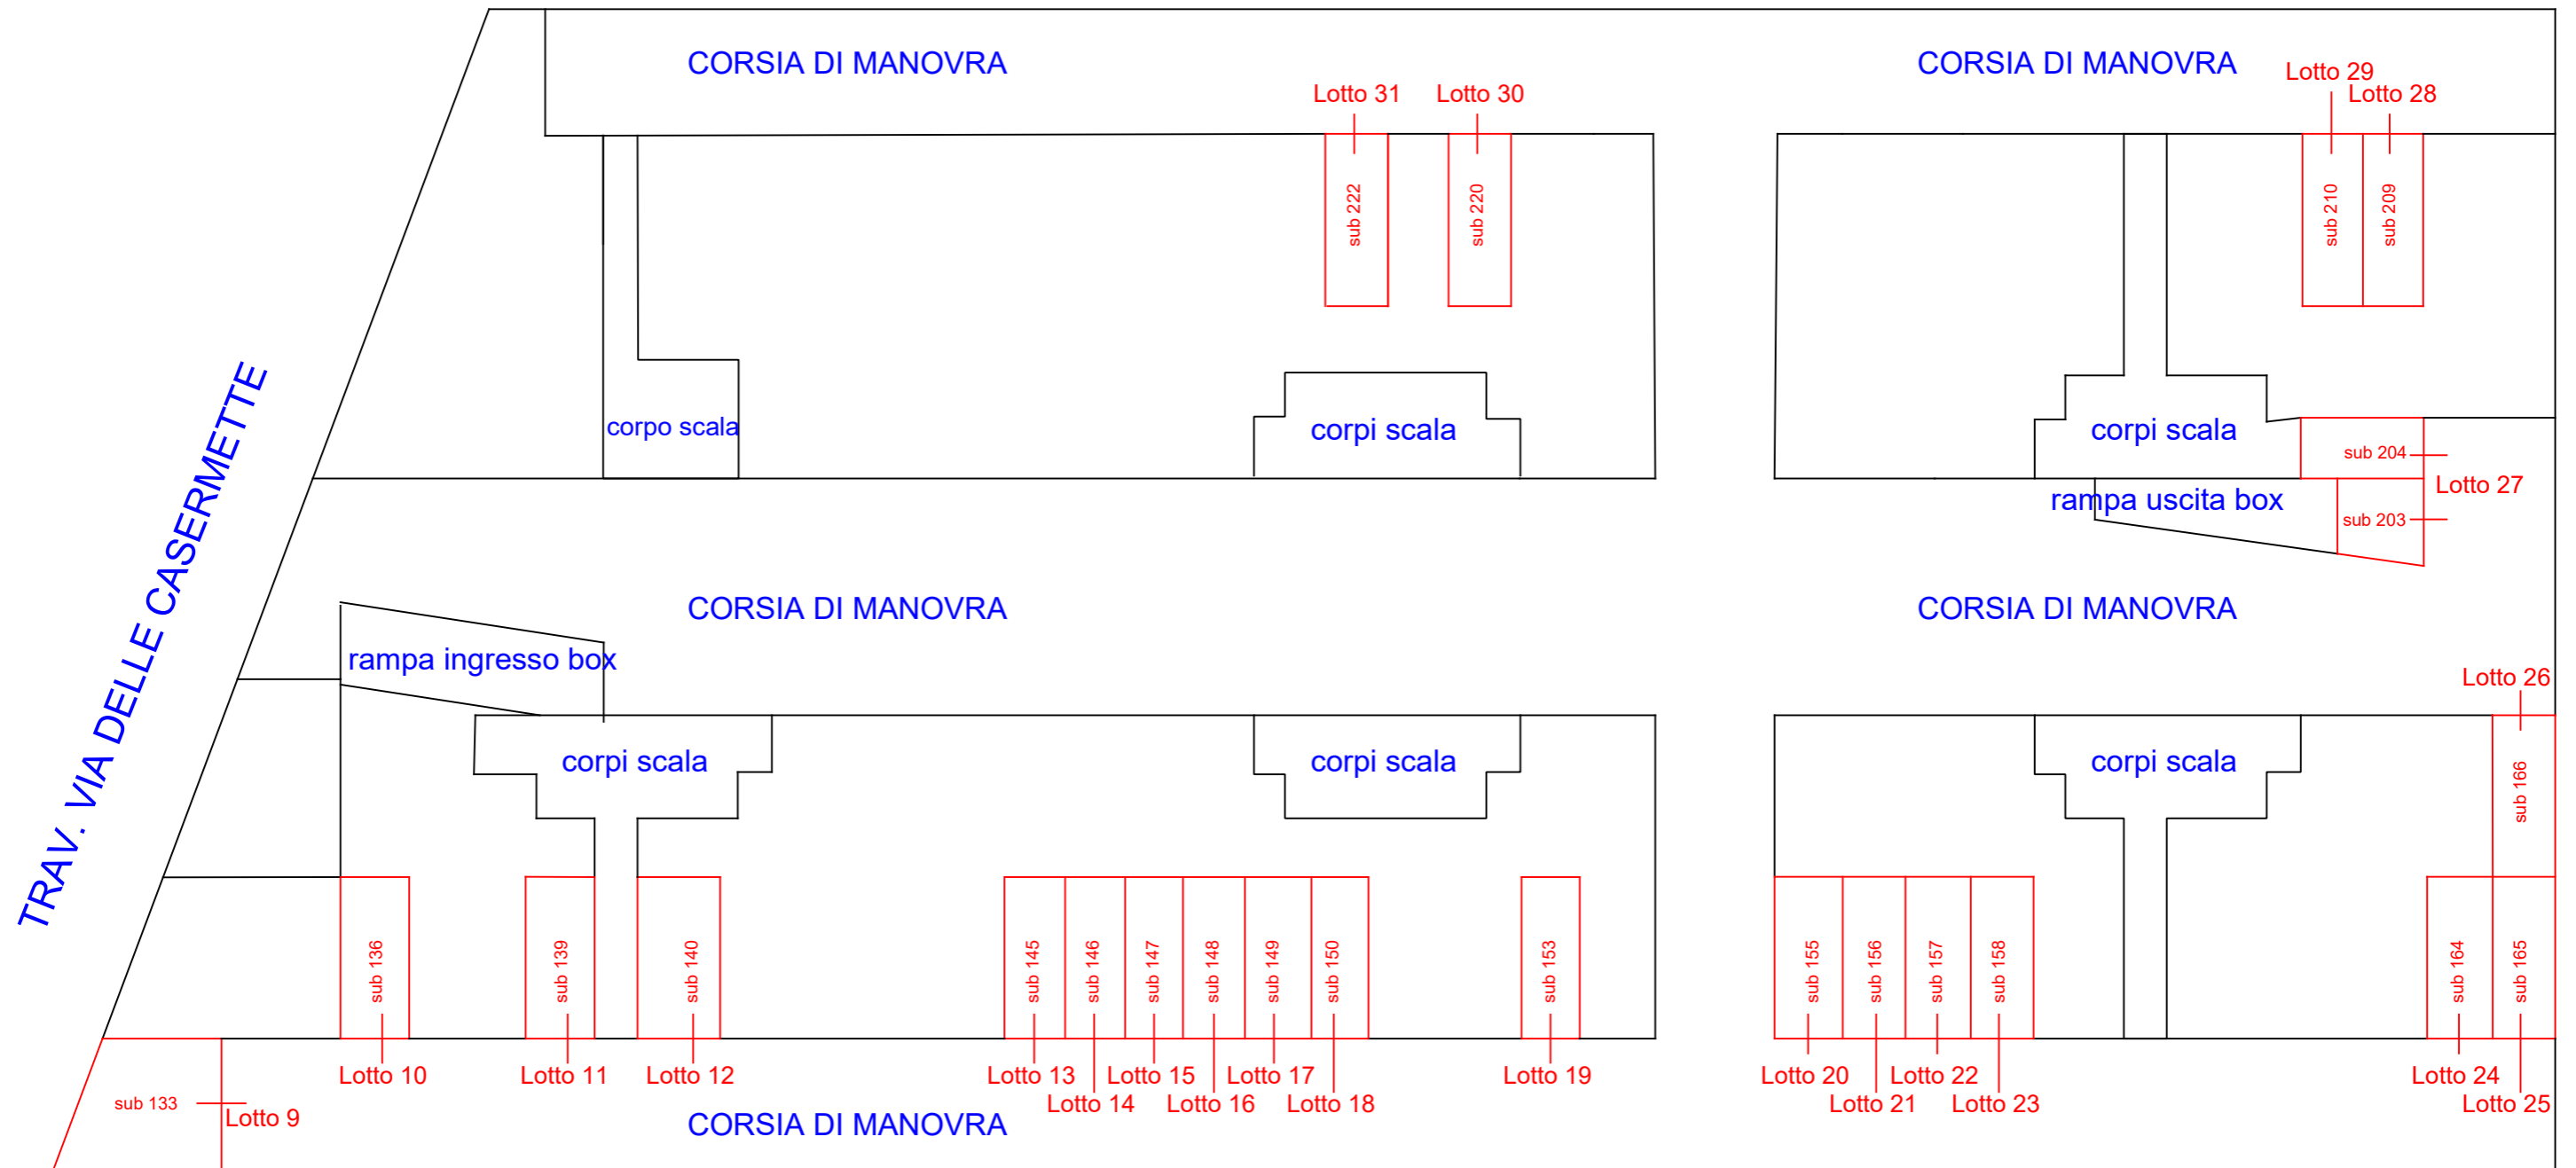 CORSIA DI MANOVRA
CORSIA DI MANOVRA
Lotto 29
Lotto 31
Lotto 30
Lotto 28
sub 222
sub 220
sub 210
sub 209
corpo scala
corpi scala
corpi scala
sub 204
Lotto 27
rampa uscita box
sub 203
TRAV. VIA DELLE CASERMETTE
CORSIA DI MANOVRA
CORSIA DI MANOVRA
rampa ingresso box
Lotto 26
corpi scala
corpi scala
corpi scala
sub 166
sub 136
sub 139
sub 140
sub 145
sub 146
sub 147
sub 148
sub 149
sub 150
sub 153
sub 155
sub 156
sub 157
sub 158
sub 164
sub 165
Lotto 10
Lotto 11
Lotto 12
Lotto 13
Lotto 15
Lotto 17
Lotto 19
Lotto 20
Lotto 22
Lotto 24
sub 133
Lotto 9
Lotto 14
Lotto 16
Lotto 18
Lotto 21
Lotto 23
Lotto 25
CORSIA DI MANOVRA